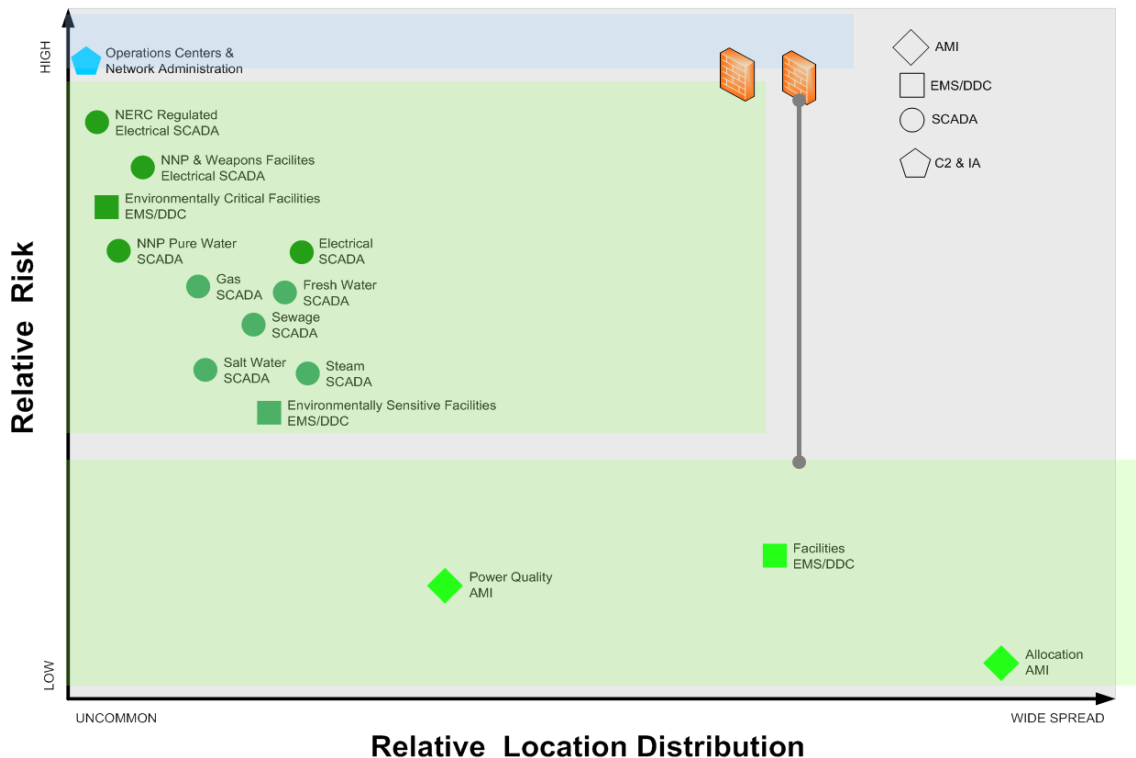 HIGH
Operations Centers &
Network Administration
AMI
EMS/DDC
SCADA
C2 & IA
NERC Regulated
Electrical SCADA
NNP & Weapons Facilites
Electrical SCADA
Environmentally Critical Facilities
EMS/DDC
NNP Pure Water
SCADA
Electrical
SCADA
Gas
SCADA
Fresh Water
SCADA
Sewage
SCADA
Salt Water
SCADA
Steam
SCADA
Environmentally Sensitive Facilities
EMS/DDC
Relative Risk
Facilities
EMS/DDC
Power Quality
AMI
Allocation
AMI
LOW
UNCOMMON
WIDE SPREAD
Relative Location Distribution